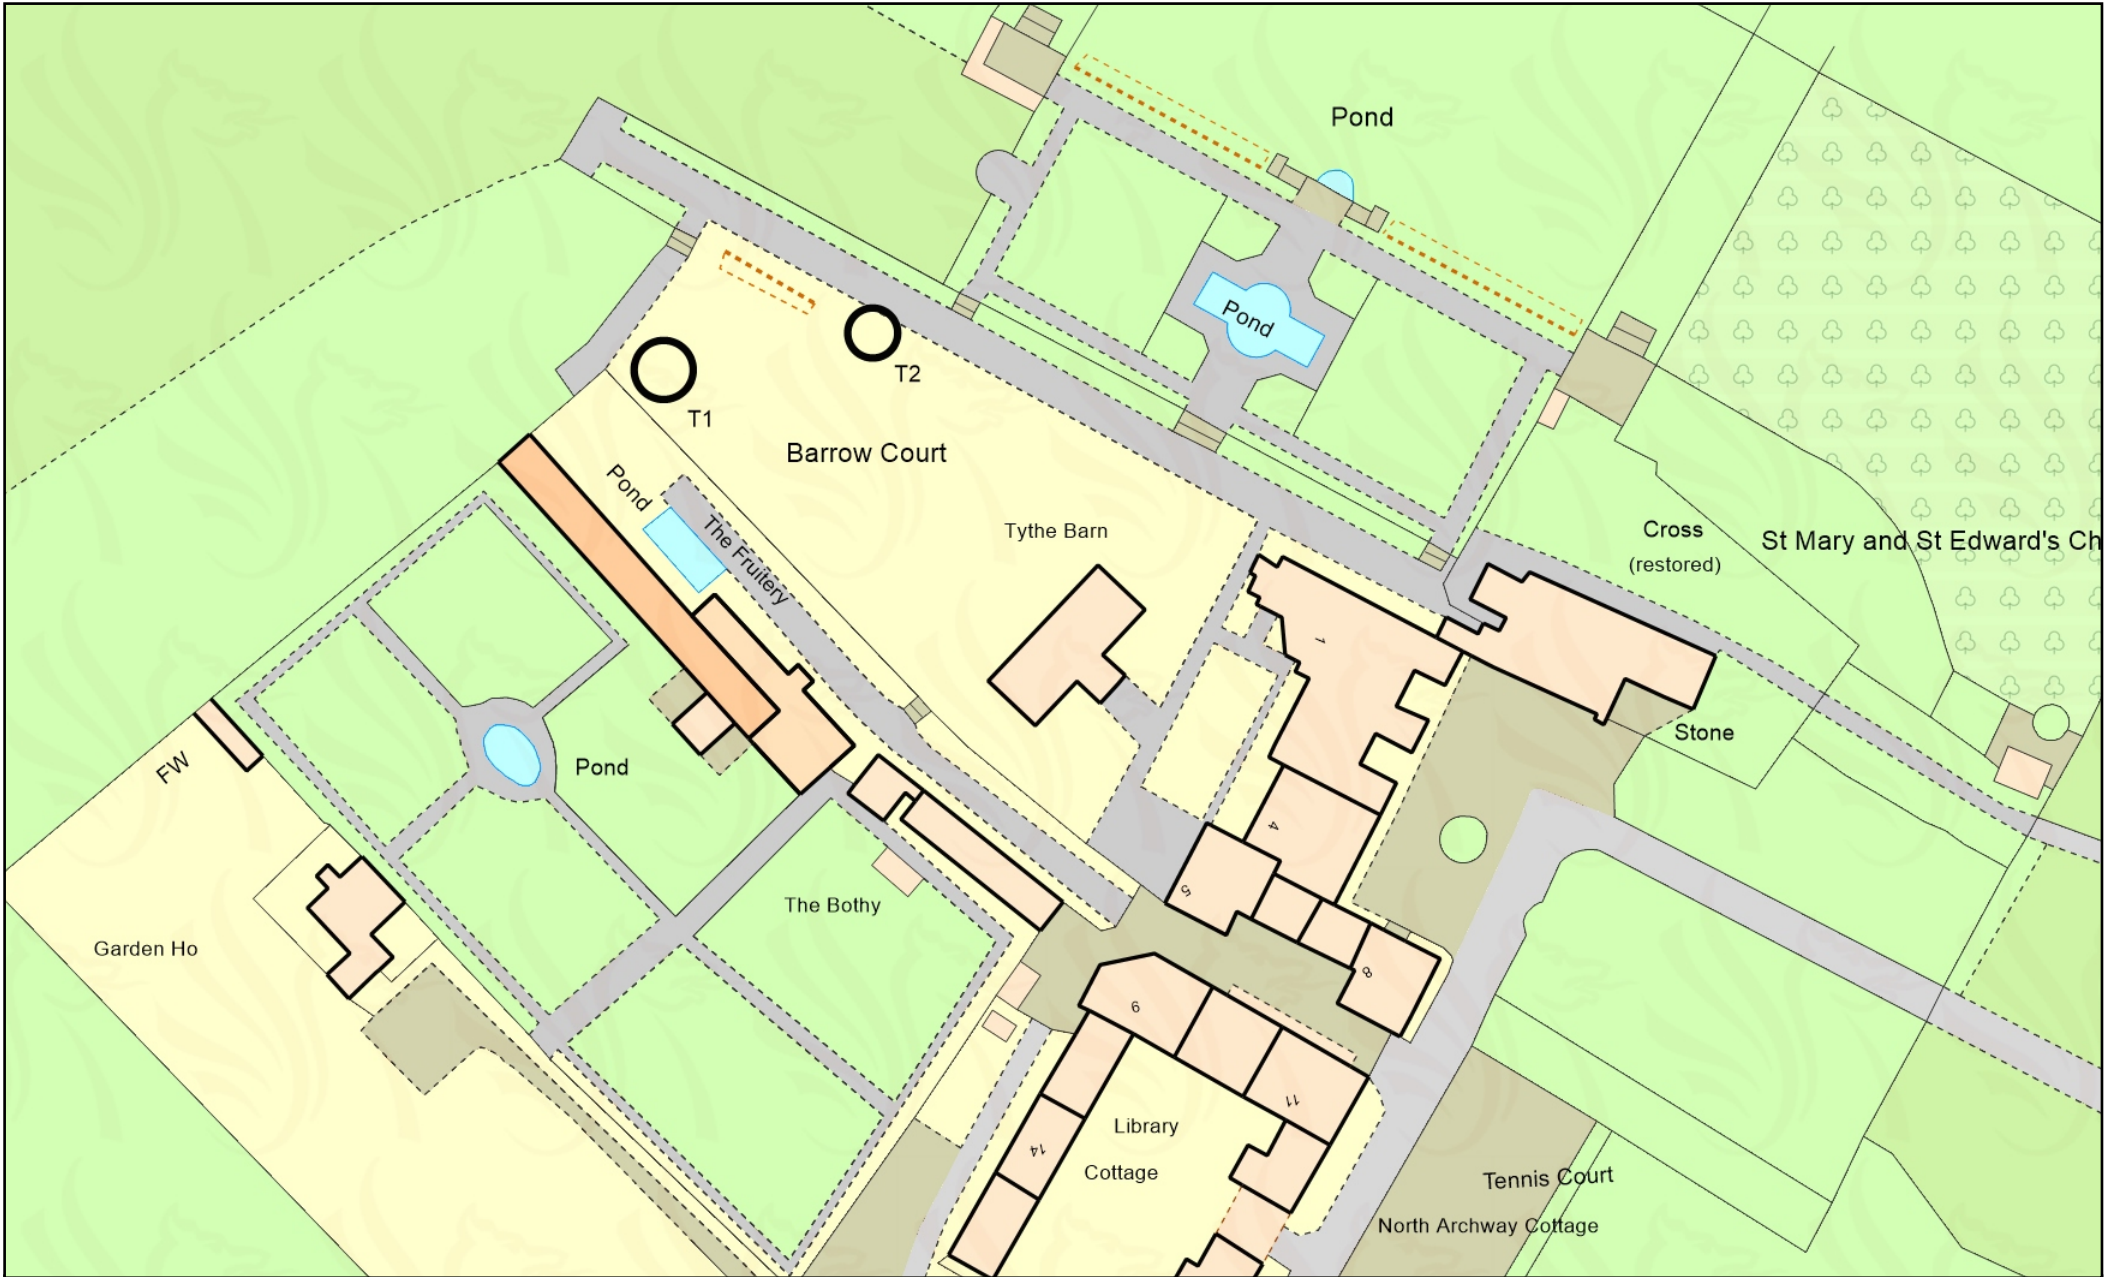 Pond
T2
T1
Barrow Court
Pond
Pond
The Fruitery
Tythe Barn
Cross
(restored)
St Mary and St Edward's Ch
1
Stone
FW
Pond
4
5
The Bothy
Garden Ho
8
9
11
Library
Cottage
14
Tennis Court
North Archway Cottage